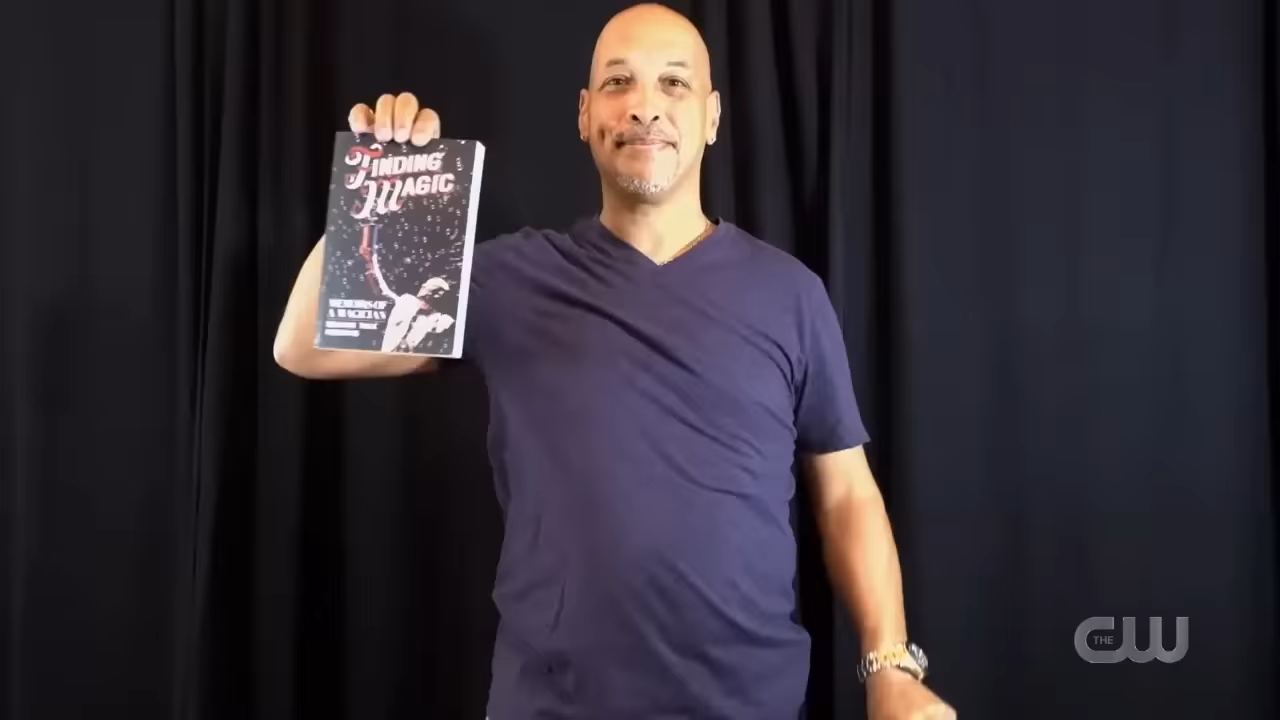 FINDING
MAGIC
MEMOIRS OF
A MAGICIAN
THE CW